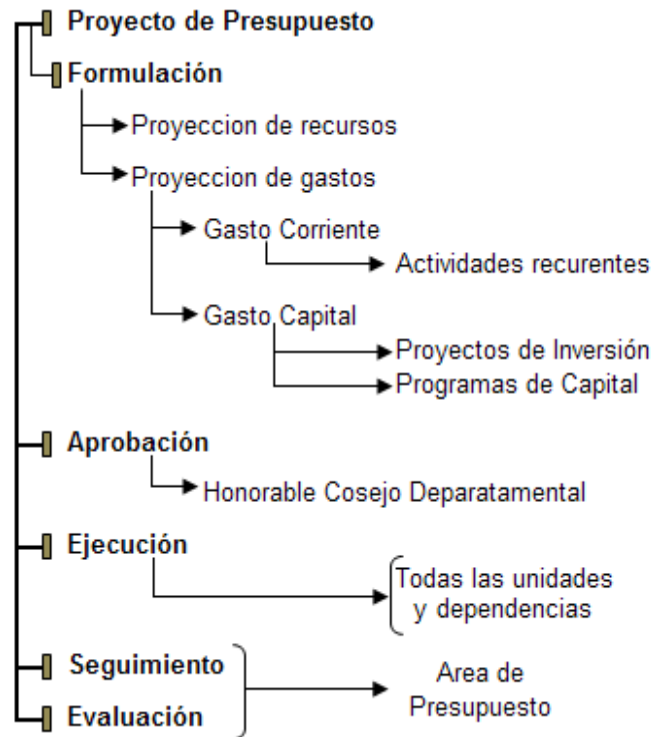 Proyecto de Presupuesto
Formulación
Proyeccion de recursos
Proyeccion de gastos
Gasto Corriente
Actividades recurentes
Gasto Capital
Proyectos de Inversión
Programas de Capital
Aprobación
Honorable Cosejo Deparatamental
Ejecución
Todas las unidades
y dependencias
Seguimiento
Evaluación
Area de
Presupuesto